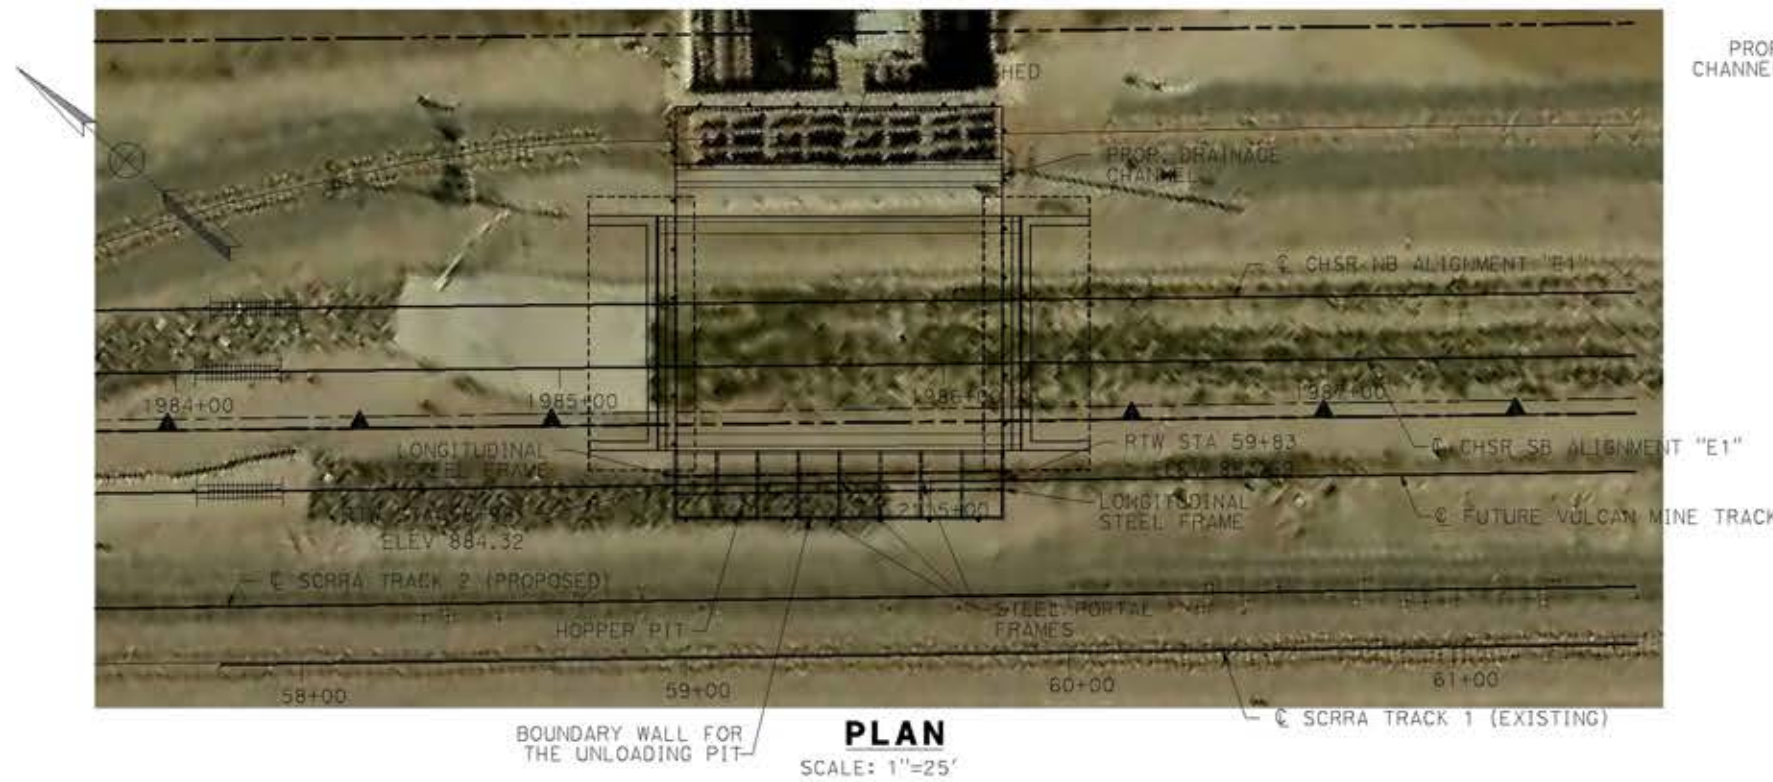 PROP
CHANNE
HED
PROP. DRAINAGE
CHANNEL
℄ CHSR NB ALIGNMENT "E1"
1984+00
1985+00
1986+00
1987+00
LONGITUDINAL
STEEL FRAME
RTW STA 59+83
℄ CHSR SB ALIGNMENT "E1"
LONGITUDINAL
STEEL FRAME
2115+00
℄ FUTURE VULCAN MINE TRACK
ELEV 884.32
℄ SCRRA TRACK 2 (PROPOSED)
HOPPER PIT
STEEL PORTAL
FRAMES
58+00
59+00
60+00
61+00
℄ SCRRA TRACK 1 (EXISTING)
BOUNDARY WALL FOR
THE UNLOADING PIT
PLAN
SCALE: 1"=25'